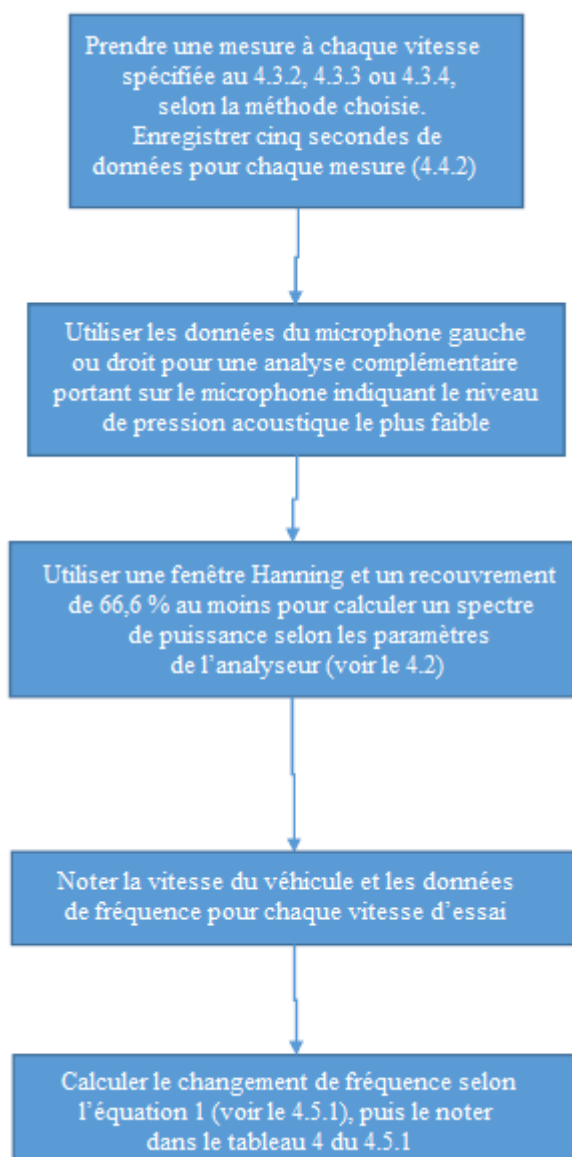 Prendre une mesure à chaque vitesse
spécifiée au 4.3.2, 4.3.3 ou 4.3.4,
selon la méthode choisie.
Enregistrer cinq secondes de
données pour chaque mesure (4.4.2)
Utiliser les données du microphone gauche
ou droit pour une analyse complémentaire
portant sur le microphone indiquant le niveau
de pression acoustique le plus faible
Utiliser une fenêtre Hanning et un recouvrement
de 66,6 % au moins pour calculer un spectre
de puissance selon les paramètres
de l’analyseur (voir le 4.2)
Noter la vitesse du véhicule et les données
de fréquence pour chaque vitesse d’essai
Calculer le changement de fréquence selon
l’équation 1 (voir le 4.5.1), puis le noter
dans le tableau 4 du 4.5.1